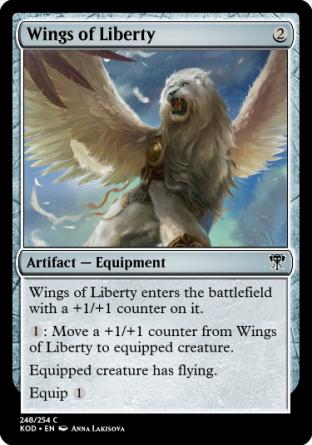 Wings of Liberty 2
Artifact — Equipment
Wings of Liberty enters the battlefield
with a +1/+1 counter on it.
1 : Move a +1/+1 counter from Wings
of Liberty to equipped creature.
Equipped creature has flying.
Equip 1
248/254 C
KOD • EN Anna Lakisova